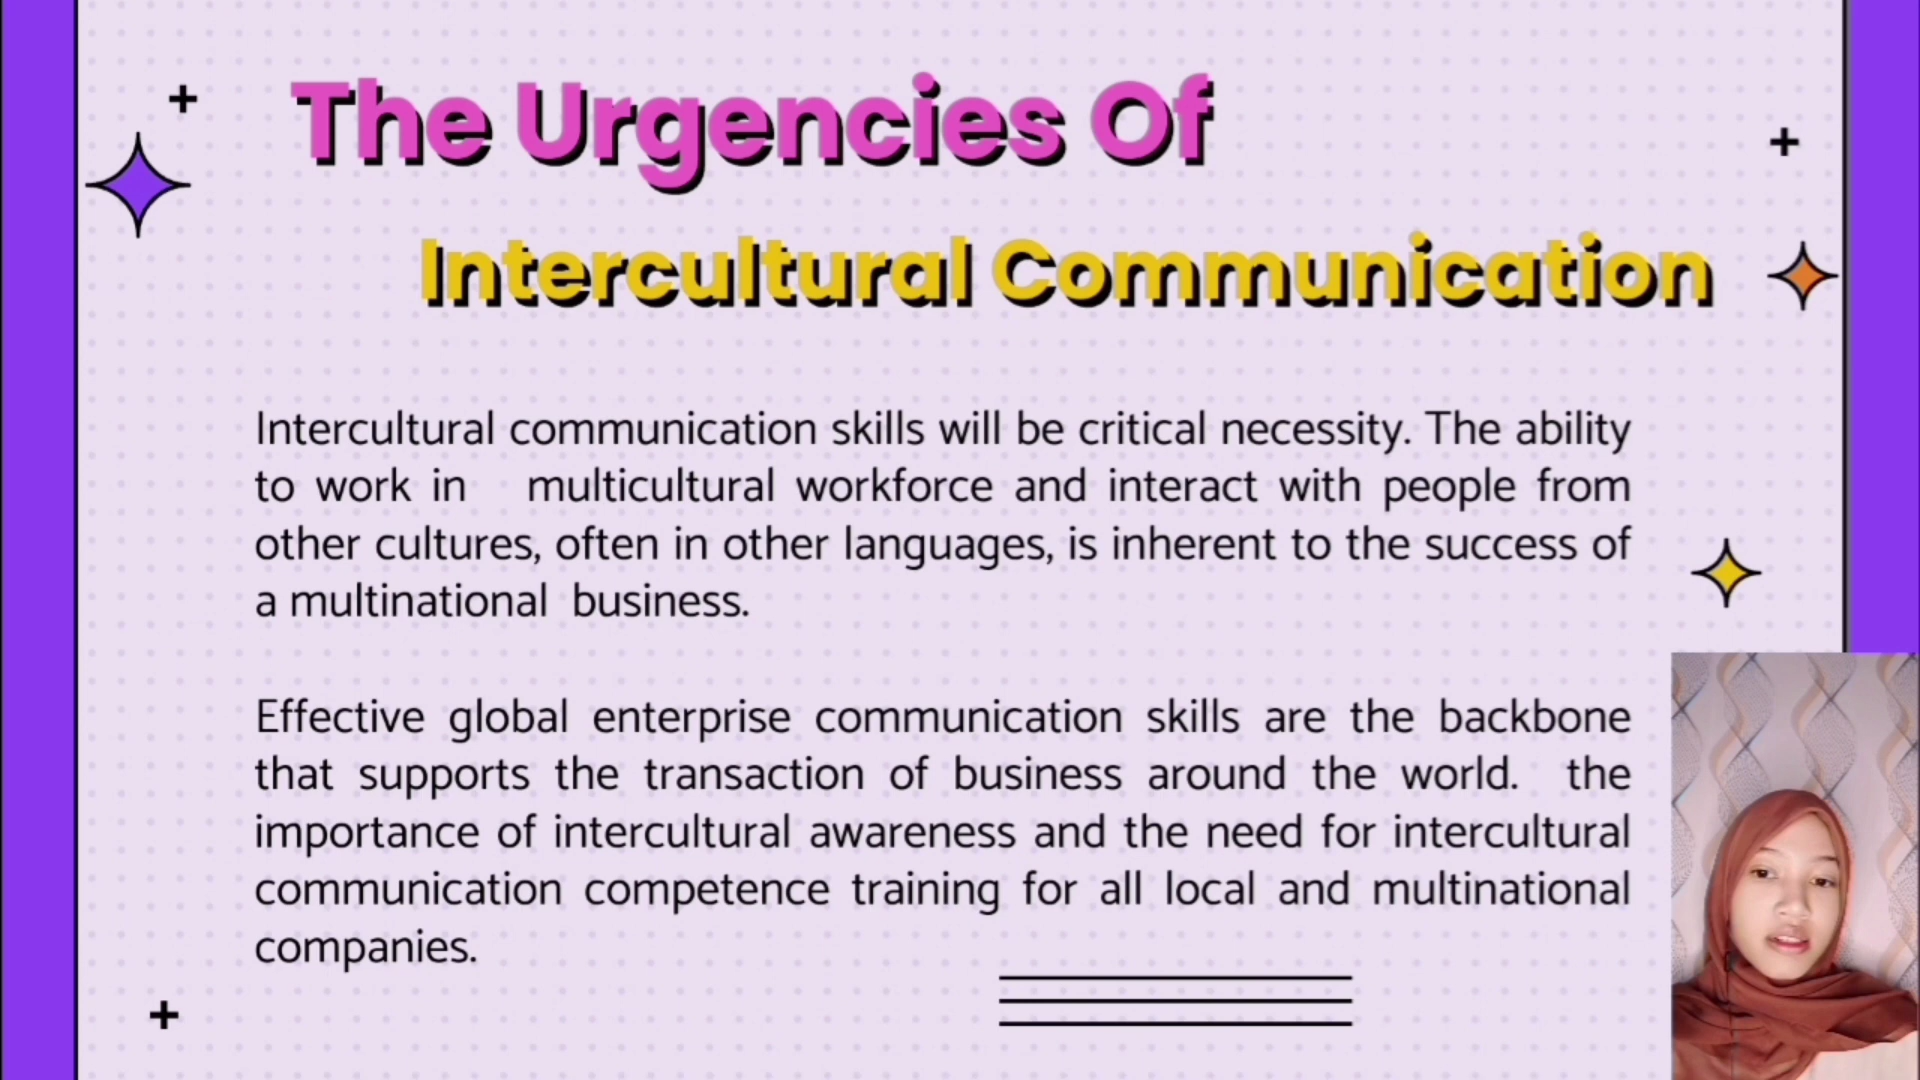 The Urgencies Of
Intercultural Communication
Intercultural communication skills will be critical necessity. The ability
to work in multicultural workforce and interact with people from
other cultures, often in other languages, is inherent to the success of
a multinational business.
Effective global enterprise communication skills are the backbone
that supports the transaction of business around the world. the
importance of intercultural awareness and the need for intercultural
communication competence training for all local and multinational
companies.